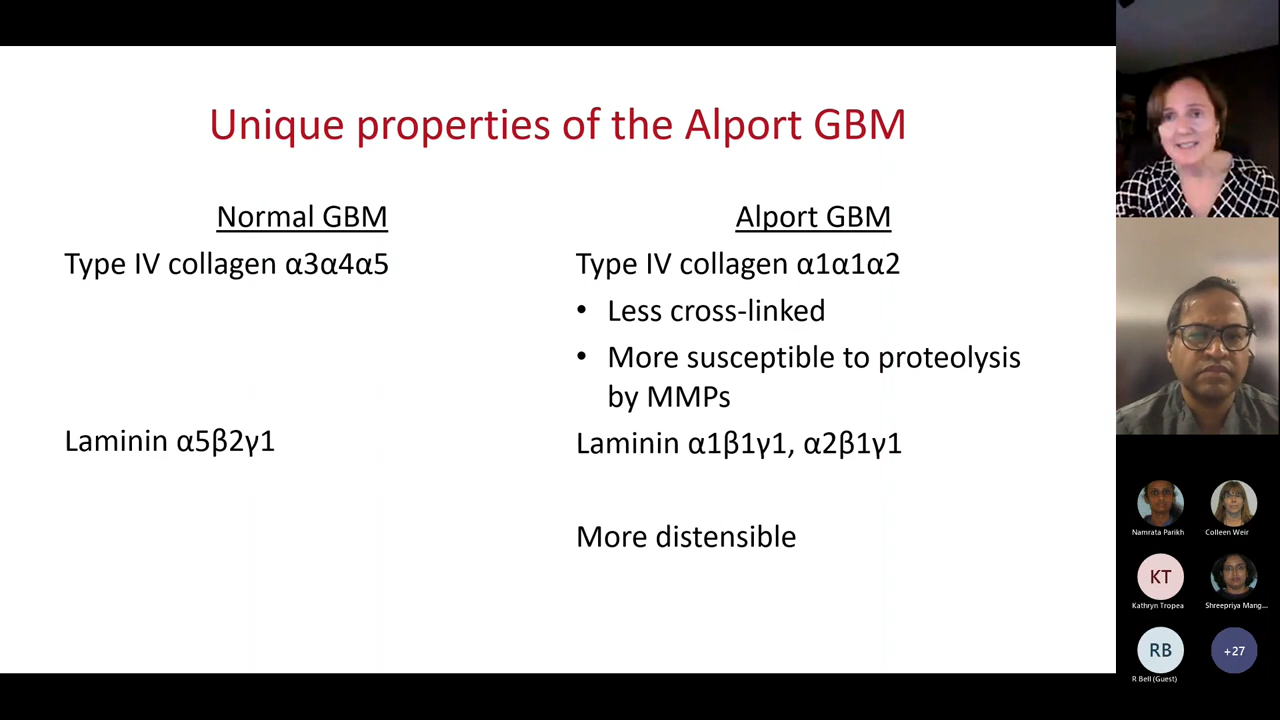 Unique properties of the Alport GBM
Normal GBM
Type IV collagen α3α4α5
Laminin α5β2γ1
Alport GBM
Type IV collagen α1α1α2
• Less cross-linked
• More susceptible to proteolysis
by MMPs
Laminin α1β1γ1, α2β1γ1
More distensible
Namrata Parikh
Colleen Weir
KT
Kathryn Tropea
Shreepriya Mang...
RB
R Bell (Guest)
+27